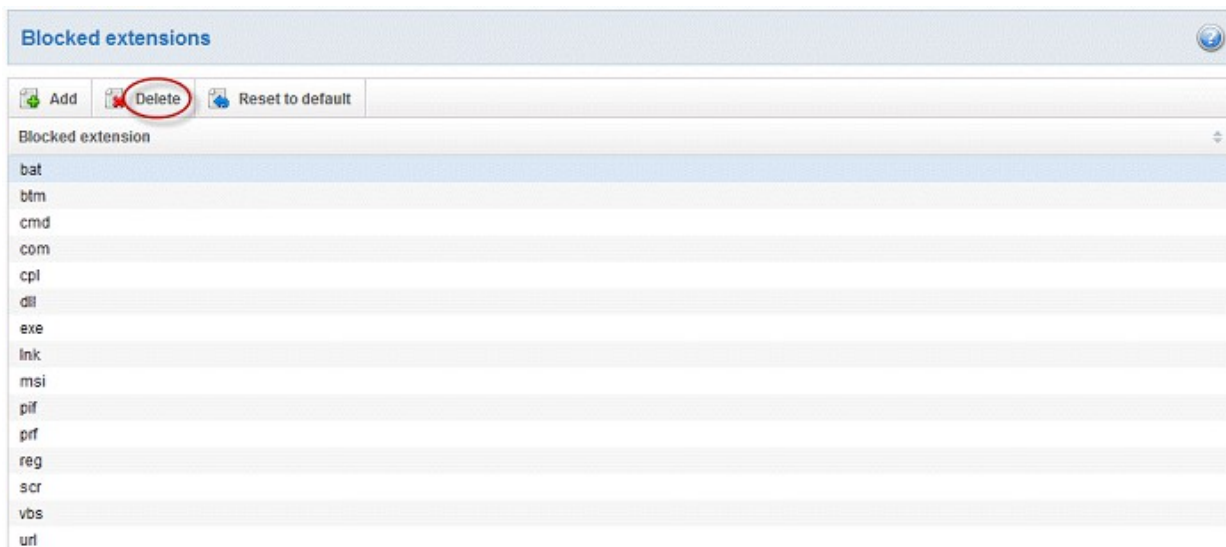 Blocked extensions
Add Delete Reset to default
Blocked extension
bat
btm
cmd
com
cpl
dll
exe
lnk
msi
pif
prf
reg
scr
vbs
url